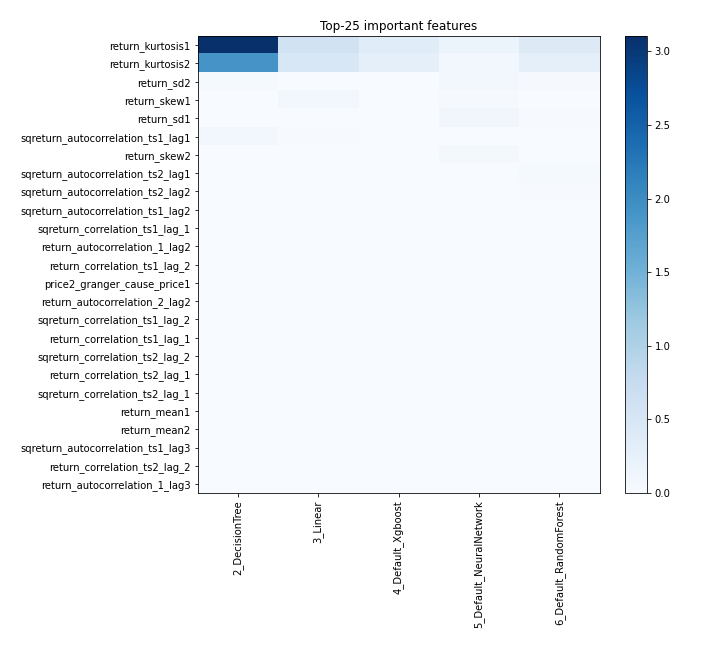 Top-25 important features
return_kurtosis1
return_kurtosis2
return_sd2
return_skew1
return_sd1
sqreturn_autocorrelation_ts1_lag1
return_skew2
sqreturn_autocorrelation_ts2_lag1
sqreturn_autocorrelation_ts2_lag2
sqreturn_autocorrelation_ts1_lag2
sqreturn_correlation_ts1_lag_1
return_autocorrelation_1_lag2
return_correlation_ts1_lag_2
price2_granger_cause_price1
return_autocorrelation_2_lag2
sqreturn_correlation_ts1_lag_2
return_correlation_ts1_lag_1
sqreturn_correlation_ts2_lag_2
return_correlation_ts2_lag_1
sqreturn_correlation_ts2_lag_1
return_mean1
return_mean2
sqreturn_autocorrelation_ts1_lag3
return_correlation_ts2_lag_2
return_autocorrelation_1_lag3
2_DecisionTree
3_Linear
4_Default_Xgboost
5_Default_NeuralNetwork
6_Default_RandomForest
3.0
2.5
2.0
1.5
1.0
0.5
0.0